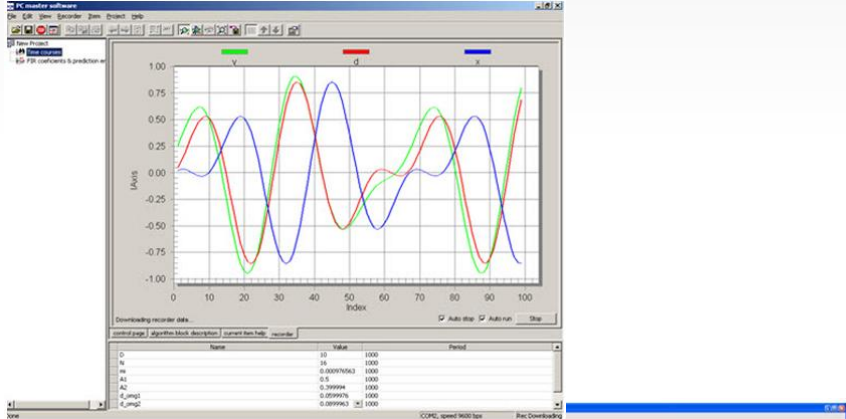 PC master software
File Edit View Recorder Item Project Help
New Project
Time courses
FIR coeficients & prediction er
y d x
1.00
0.75
0.50
0.25
0.00
-0.25
-0.50
-0.75
-1.00
IAxis
0 10 20 30 40 50 60 70 80 90 100
Index
Downloading recorder data...
Auto stop Auto run Stop
control page algorithm block description current item help recorder
Name Value Period
D 10 1000
N 16 1000
mi 0.000976563 1000
A1 0.5 1000
A2 0.399994 1000
d_omg1 0.0599976 1000
d_omg2 0.0899963 1000
Done COM2, speed 9600 bps Rec Downloading